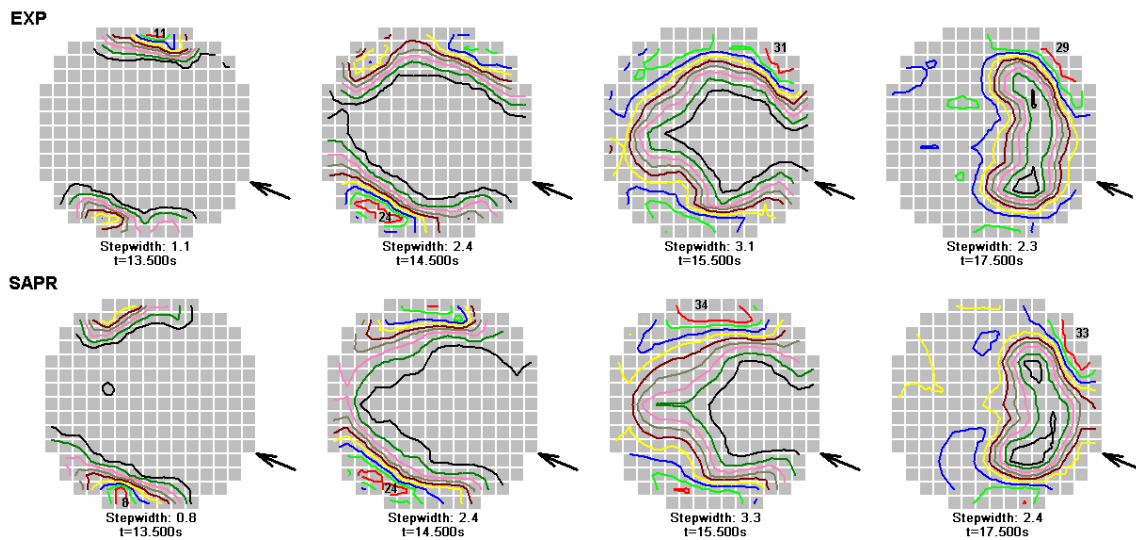 EXP
11
24
31
29
Stepwidth: 1.1
t=13.500s
Stepwidth: 2.4
t=14.500s
Stepwidth: 3.1
t=15.500s
Stepwidth: 2.3
t=17.500s
SAPR
8
24
34
33
Stepwidth: 0.8
t=13.500s
Stepwidth: 2.4
t=14.500s
Stepwidth: 3.3
t=15.500s
Stepwidth: 2.4
t=17.500s